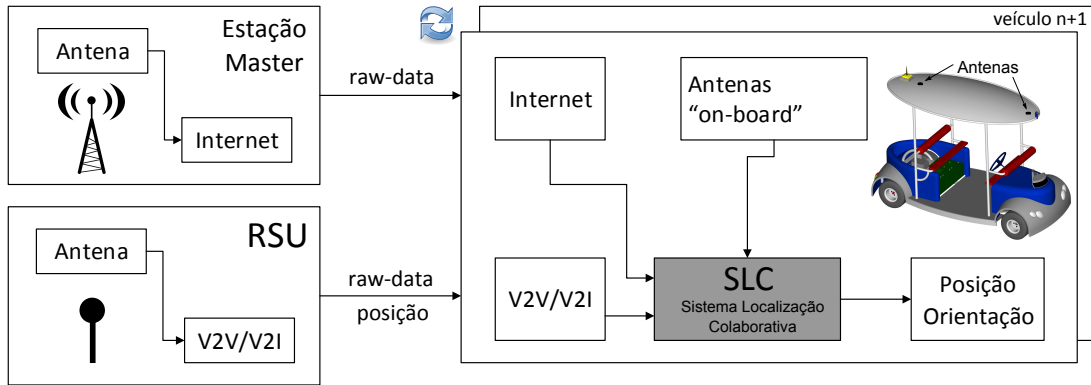 Estação
Master
Antena
Internet
raw-data
RSU
Antena
V2V/V2I
raw-data
posição
veículo n+1
Internet
Antenas
“on-board”
Antenas
V2V/V2I
SLC
Sistema Localização
Colaborativa
Posição
Orientação